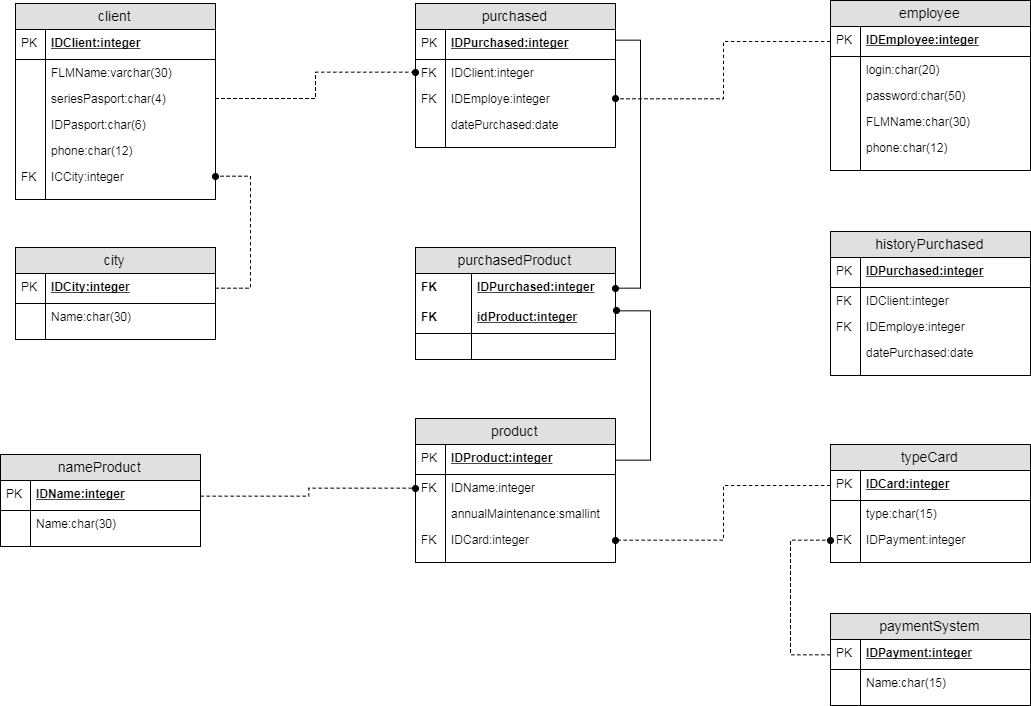 client
PK IDClient:integer
FLMName:varchar(30)
seriesPasport:char(4)
IDPasport:char(6)
phone:char(12)
FK ICCity:integer
purchased
PK IDPurchased:integer
FK IDClient:integer
FK IDEmploye:integer
datePurchased:date
employee
PK IDEmployee:integer
login:char(20)
password:char(50)
FLMName:char(30)
phone:char(12)
city
PK IDCity:integer
Name:char(30)
purchasedProduct
FK IDPurchased:integer
FK idProduct:integer
historyPurchased
PK IDPurchased:integer
FK IDClient:integer
FK IDEmploye:integer
datePurchased:date
nameProduct
PK IDName:integer
Name:char(30)
product
PK IDProduct:integer
FK IDName:integer
annualMaintenance:smallint
FK IDCard:integer
typeCard
PK IDCard:integer
type:char(15)
FK IDPayment:integer
paymentSystem
PK IDPayment:integer
Name:char(15)